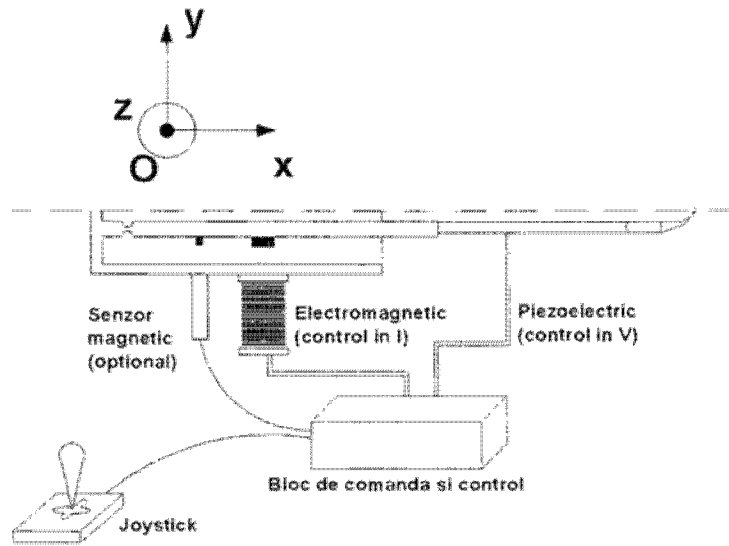 y
Z
O
x
Senzor
magnetic
(optional)
Electromagnetic
(control in I)
Piezoelectric
(control in V)
Bloc de comanda si control
Joystick